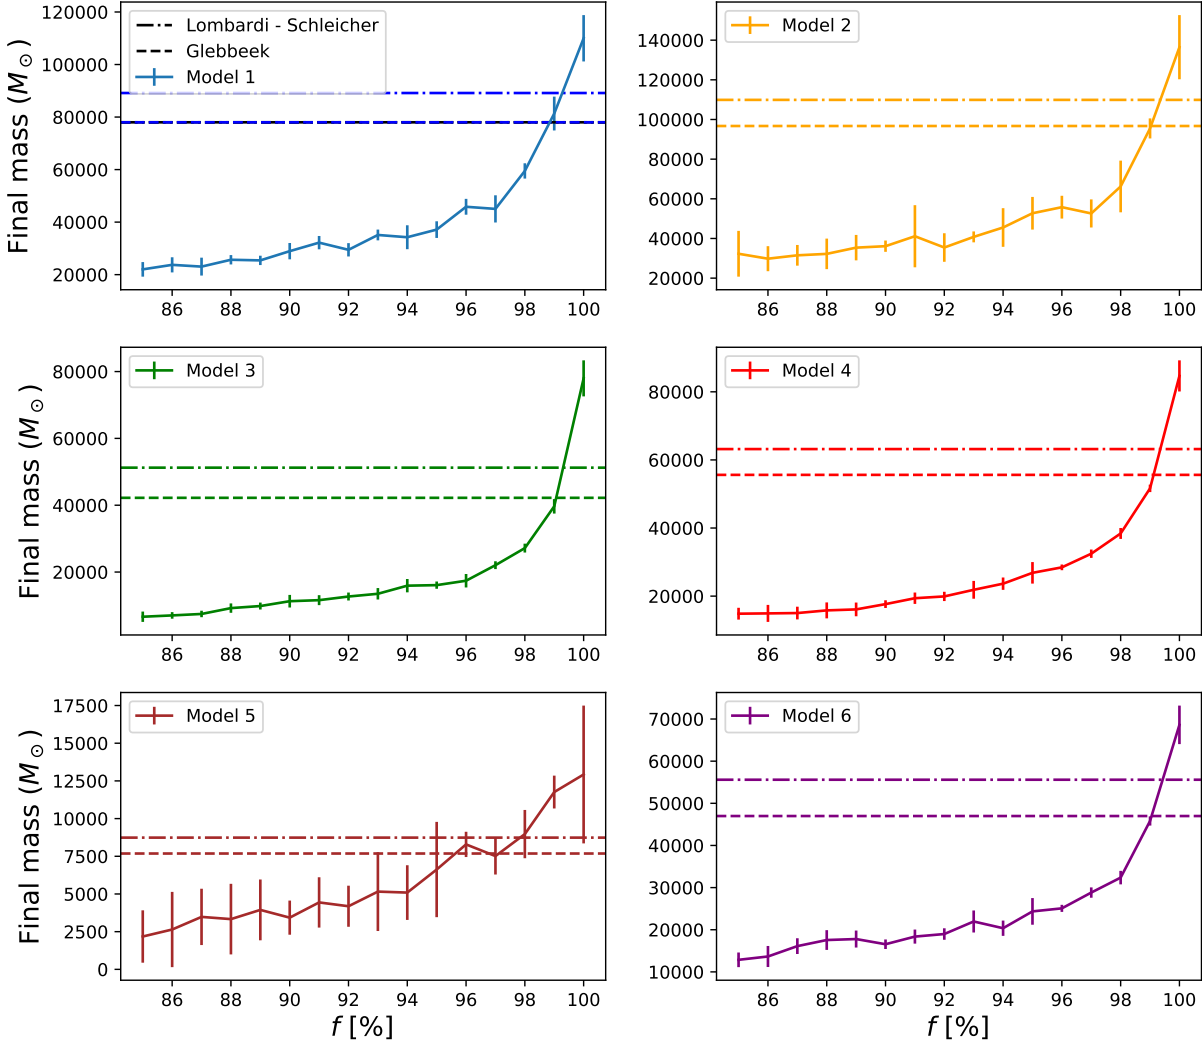 Lombardi - Schleicher
Glebbeek
Model 1
Final mass (M⊙)
120000
100000
80000
60000
40000
20000
86 88 90 92 94 96 98 100
Model 2
140000
120000
100000
80000
60000
40000
20000
86 88 90 92 94 96 98 100
Model 3
Final mass (M⊙)
80000
60000
40000
20000
86 88 90 92 94 96 98 100
Model 4
80000
60000
40000
20000
86 88 90 92 94 96 98 100
Model 5
Final mass (M⊙)
17500
15000
12500
10000
7500
5000
2500
0
86 88 90 92 94 96 98 100
f [%]
Model 6
70000
60000
50000
40000
30000
20000
10000
86 88 90 92 94 96 98 100
f [%]